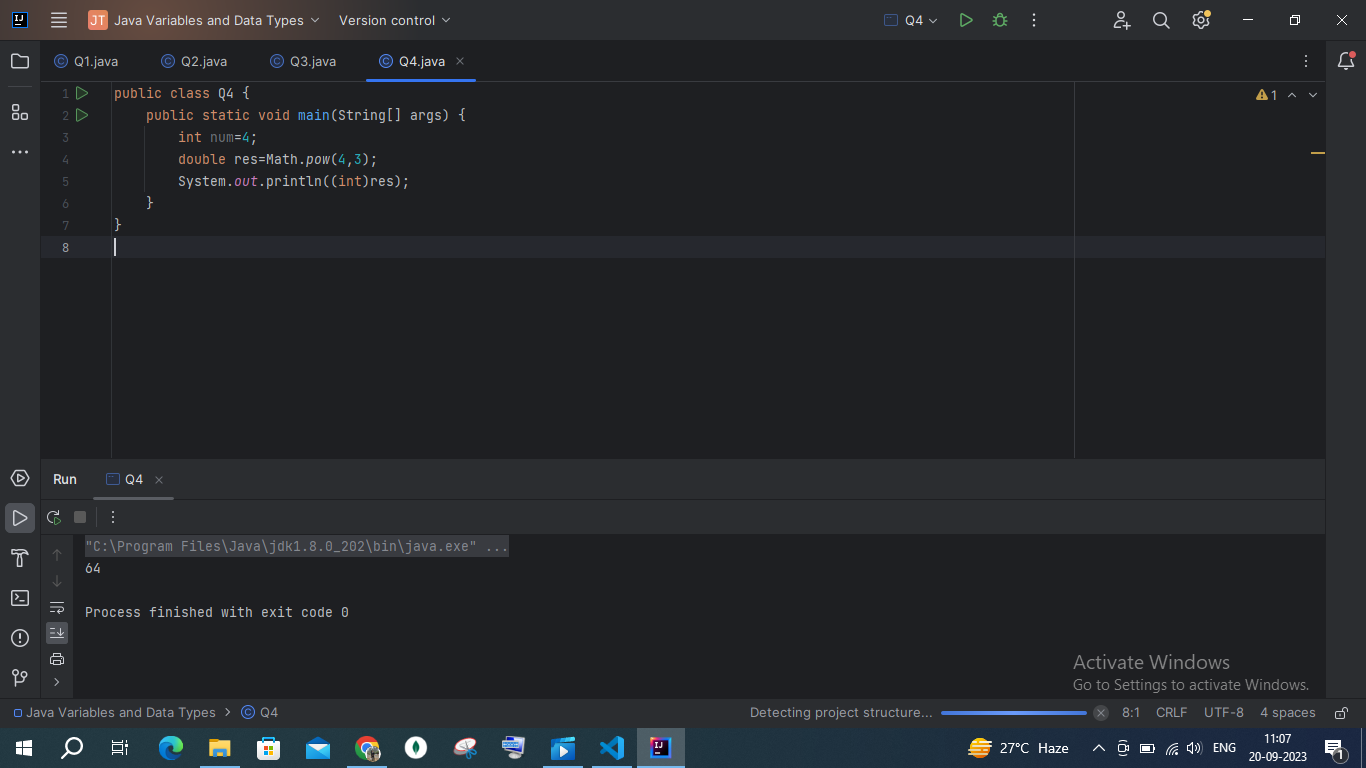 JT Java Variables and Data Types Version control Q4
Q1.java Q2.java Q3.java Q4.java
1 public class Q4 { 1
2 public static void main(String[] args) {
3 int num=4;
4 double res=Math.pow(4,3);
5 System.out.println((int)res);
6 }
7 }
8
Run Q4
"C:\Program Files\Java\jdk1.8.0_202\bin\java.exe" ...
64
Process finished with exit code 0
Activate Windows
Go to Settings to activate Windows.
Java Variables and Data Types > Q4 Detecting project structure... 8:1 CRLF UTF-8 4 spaces
27°C Haze ENG 11:07
20-09-2023 1